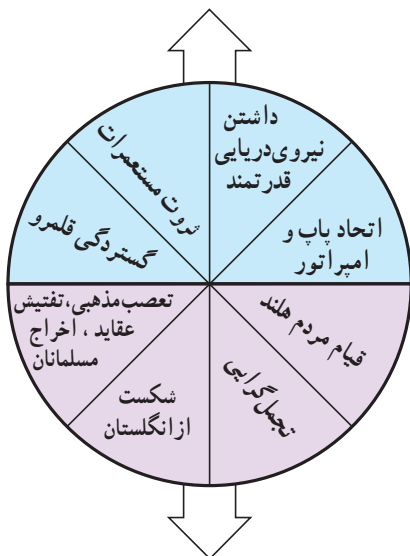 داشتن
نیروی‌دریایی
قدرتمند
ثروت مستعمرات
اتحاد پاپ و
امپراتور
گستردگی قلمرو
تعصب مذهبی، تفتیش
عقاید ، اخراج
مسلمانان
قیام مردم هلند
شکست
از انگلستان
تجمل گرایی